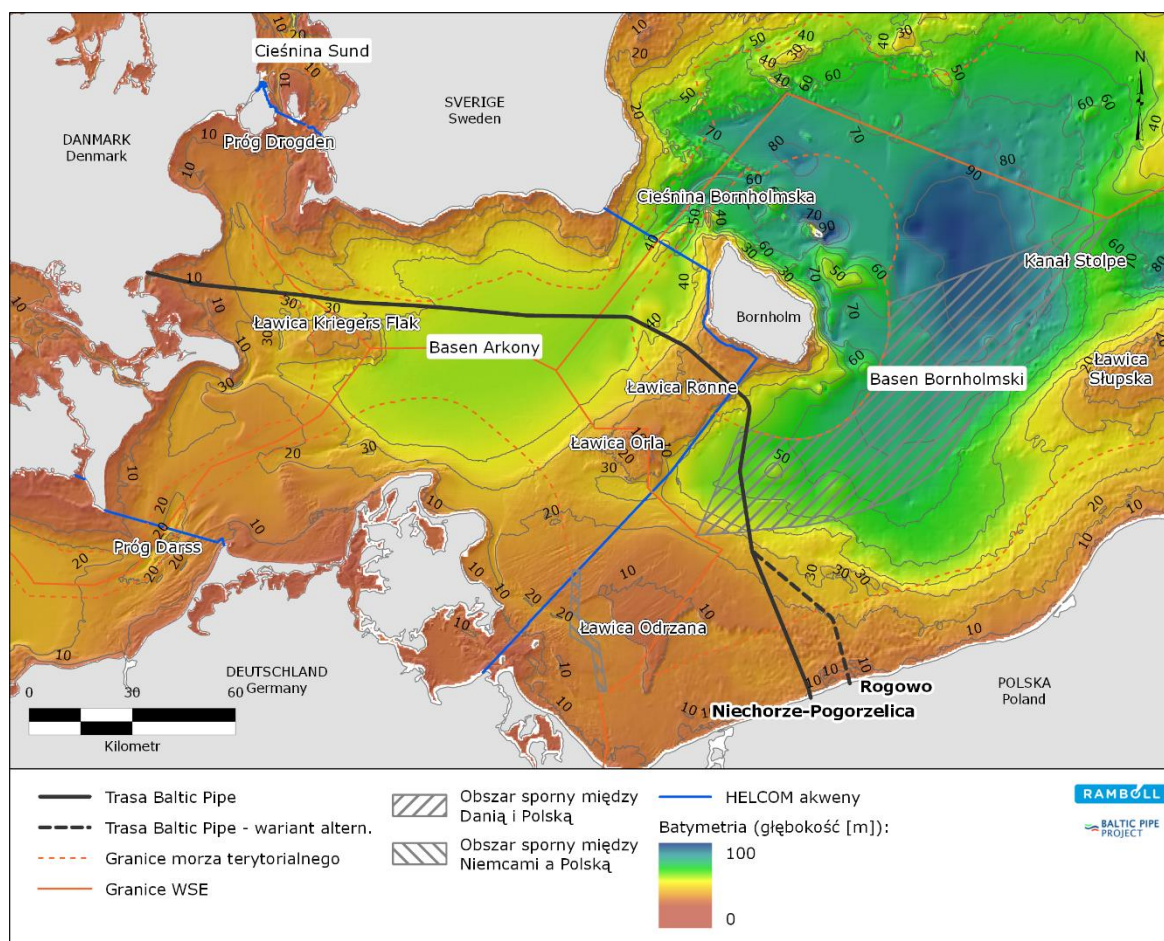 Cieśnina Sund
SVERIGE
Sweden
N
DANMARK
Denmark
Próg Drogden
Cieśnina Bornholmska
Kanał Stolpe
Bornholm
Ławica Kriegers Flak
Basen Arkony
Ławica Rønne
Basen Bornholmski
Ławica
Słupska
Ławica Orla
Próg Darss
Ławica Odrzana
DEUTSCHLAND
Germany
POLSKA
Poland
Rogowo
Niechorze-Pogorzelica
0 30 60
Kilometr
Trasa Baltic Pipe
Trasa Baltic Pipe - wariant altern.
Granice morza terytorialnego
Granice WSE
Obszar sporny między
Danią i Polską
Obszar sporny między
Niemcami a Polską
HELCOM akweny
Batymetria (głębokość [m]):
100
0
RAMBOLL
BALTIC PIPE
PROJECT